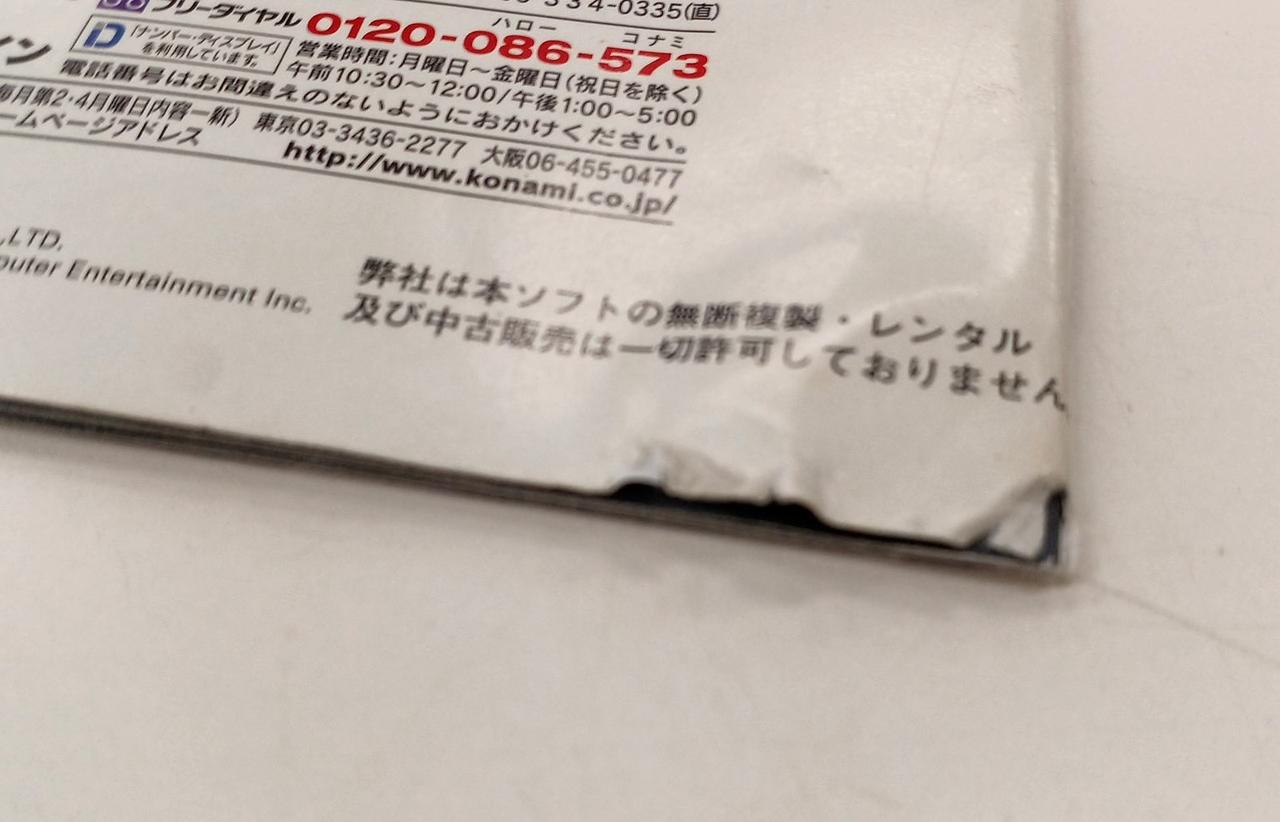 334-0335(直)
フリーダイヤル 0120-086-573
ハロー コナミ
「ナンバー・ディスプレイ」
を利用しています。
営業時間:月曜日〜金曜日(祝日を除く)
午前10:30〜12:00/午後1:00〜5:00
電話番号はお間違えのないようにおかけください。
毎月第2・4月曜日内容一新) 東京03-3436-2277 大阪06-455-0477
ームページアドレス http://www.konami.co.jp/
.,LTD.
puter Entertainment Inc.
弊社は本ソフトの無断複製・レンタル
及び中古販売は一切許可しておりません